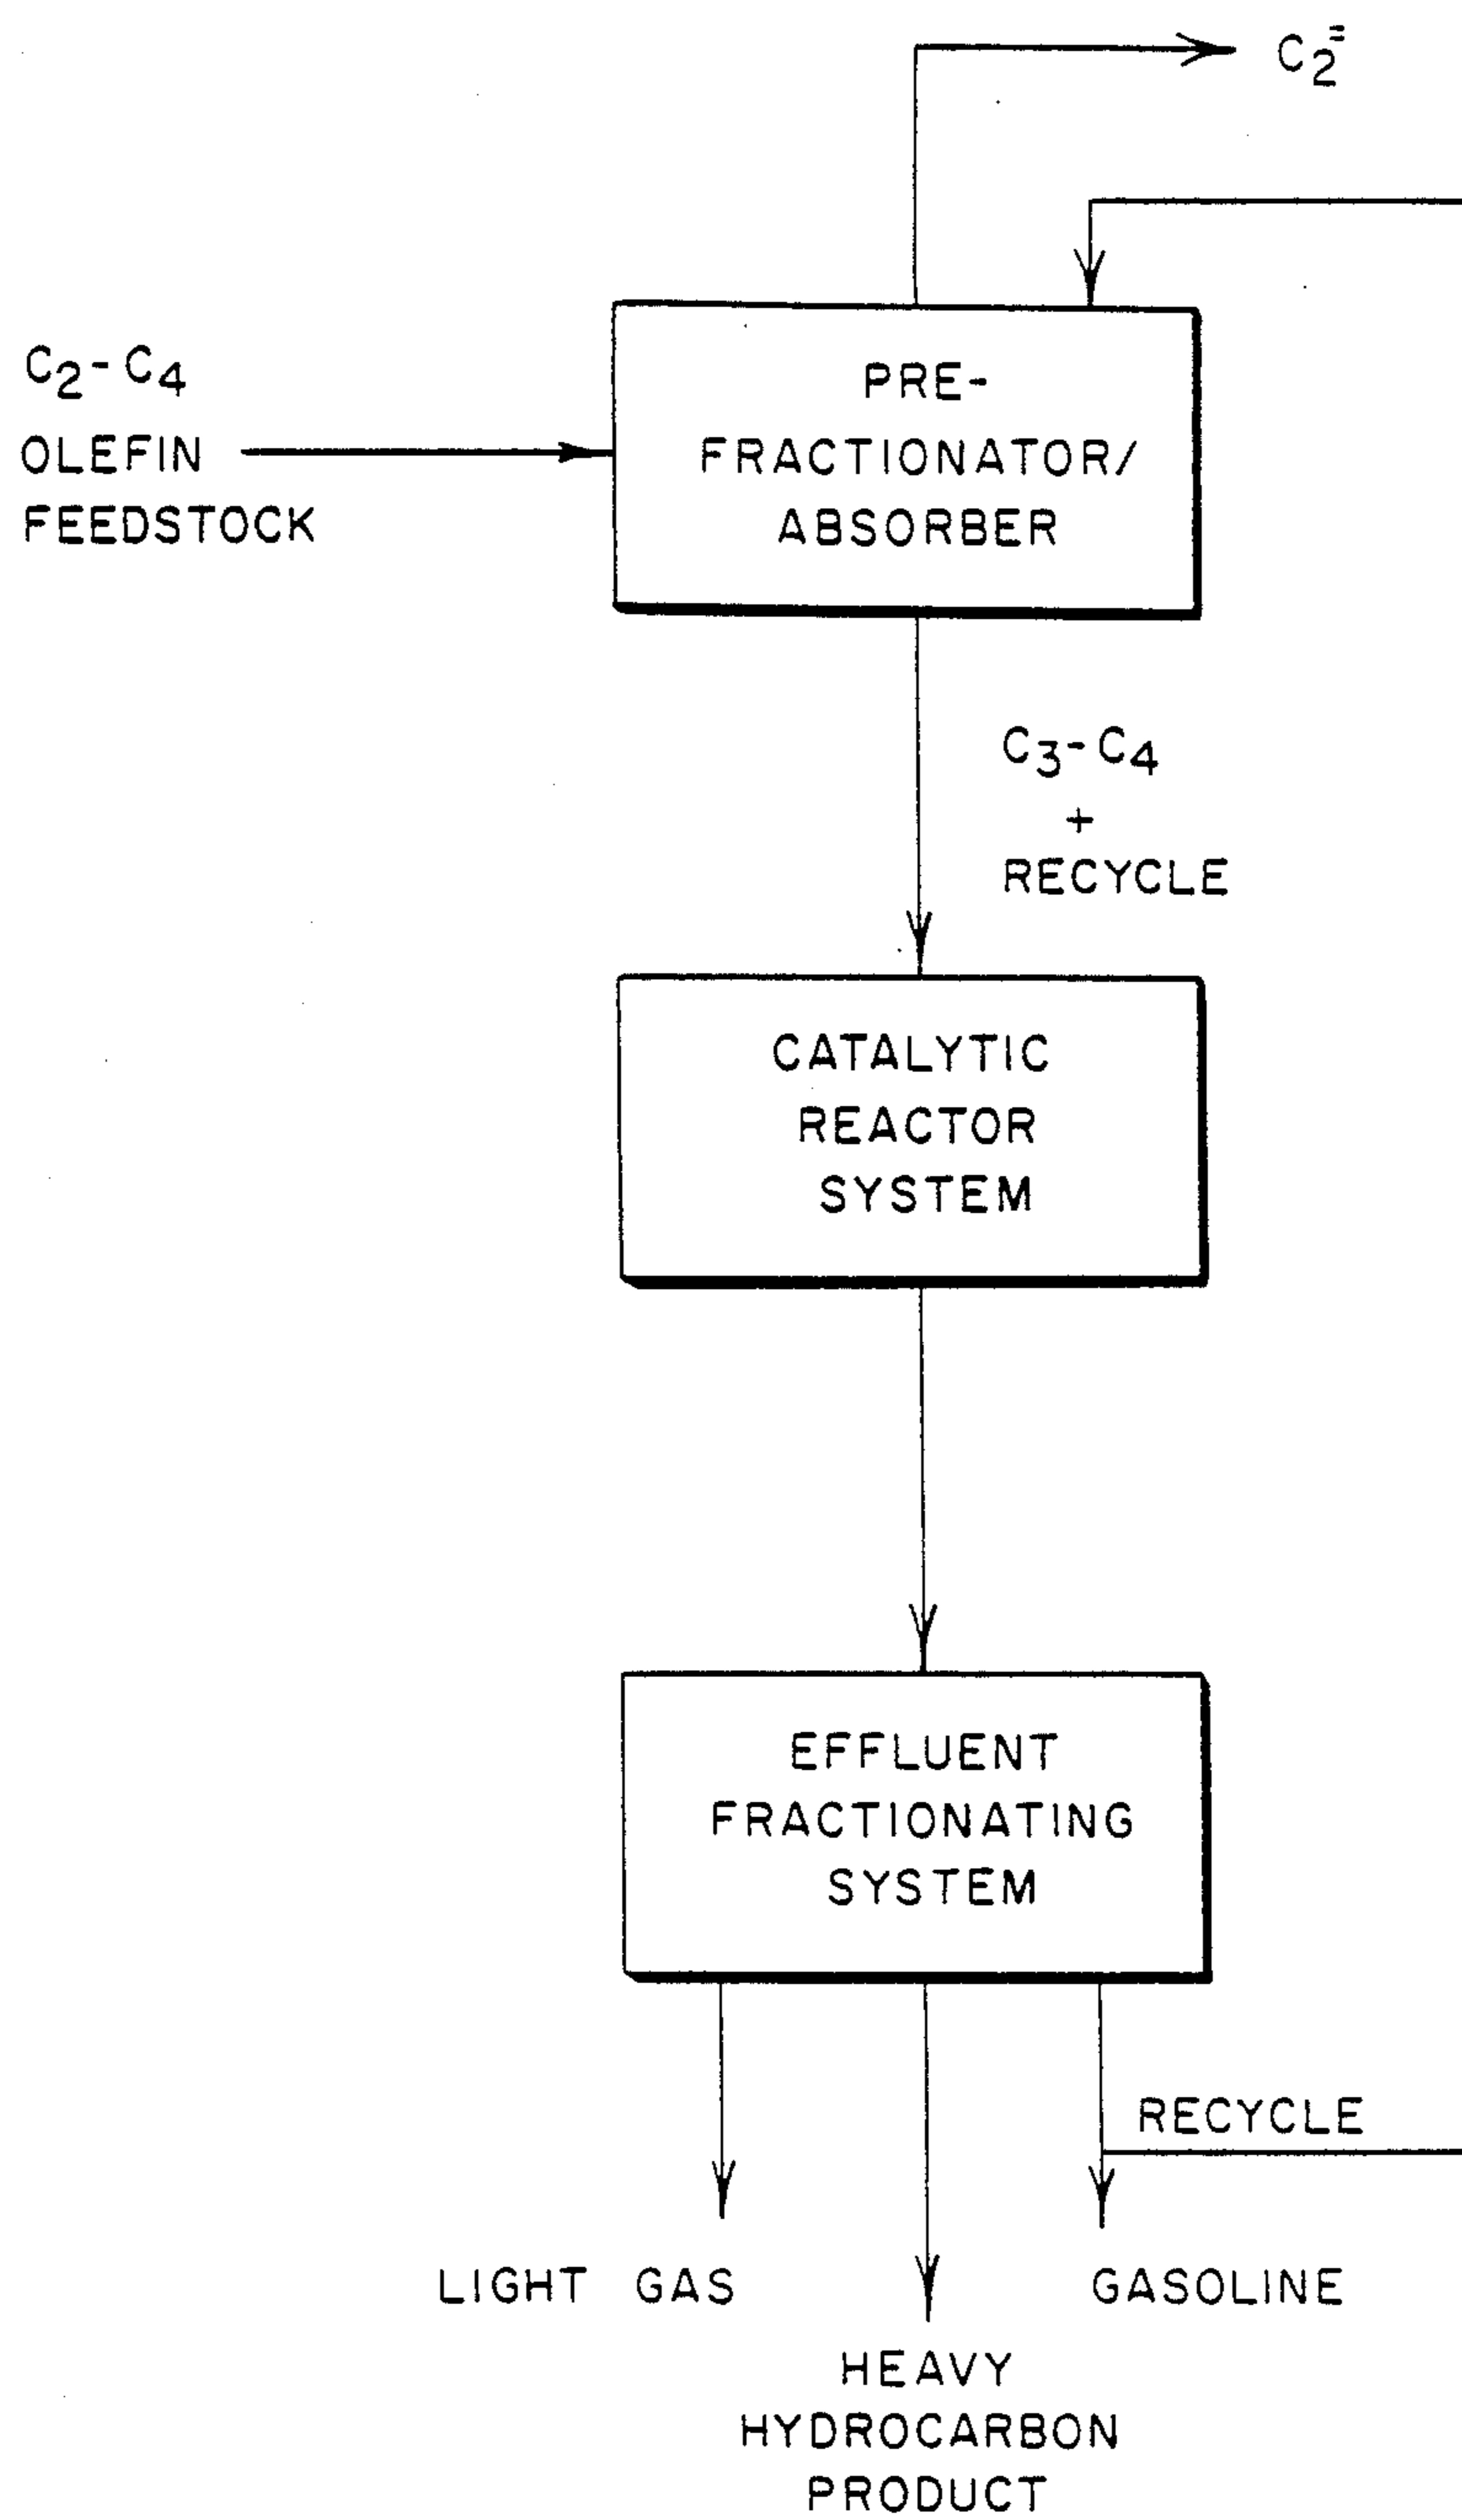 C₂⁼
C₂-C₄
OLEFIN
FEEDSTOCK
PRE-
FRACTIONATOR/
ABSORBER
C₃-C₄
+
RECYCLE
CATALYTIC
REACTOR
SYSTEM
EFFLUENT
FRACTIONATING
SYSTEM
RECYCLE
LIGHT GAS
GASOLINE
HEAVY
HYDROCARBON
PRODUCT